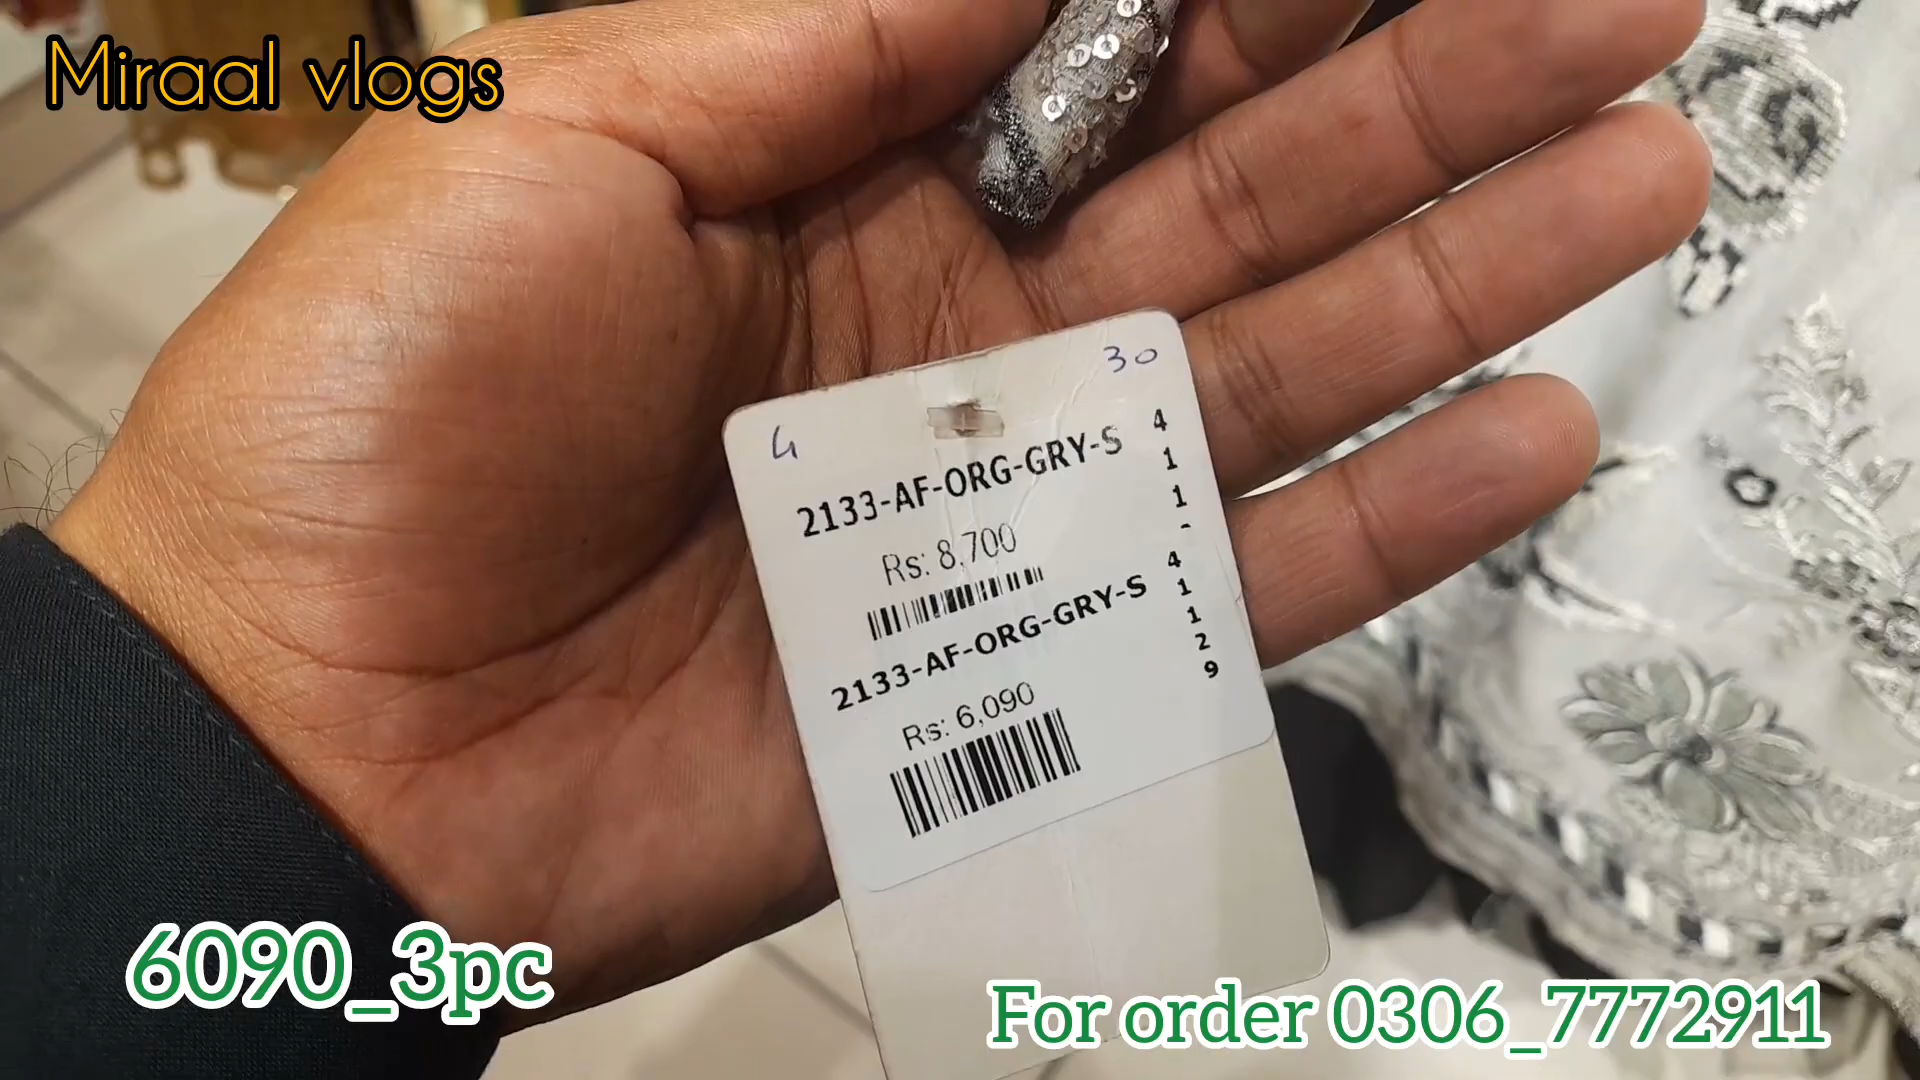 Miraal vlogs
30
4
2133-AF-ORG-GRY-S
Rs: 8,700
2133-AF-ORG-GRY-S
Rs: 6,090
4
1
1
-
4
1
1
2
9
6090_3pc
For order 0306_7772911